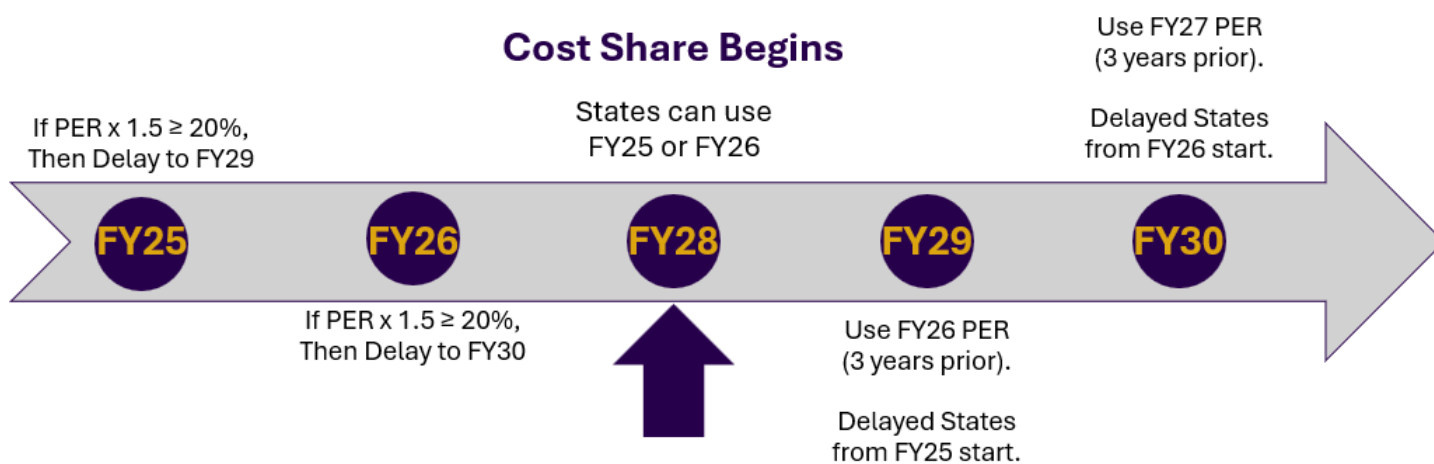 Cost Share Begins
If PER x 1.5 ≥ 20%,
Then Delay to FY29
States can use
FY25 or FY26
Use FY27 PER
(3 years prior).
Delayed States
from FY26 start.
FY25
FY26
FY28
FY29
FY30
If PER x 1.5 ≥ 20%,
Then Delay to FY30
Use FY26 PER
(3 years prior).
Delayed States
from FY25 start.